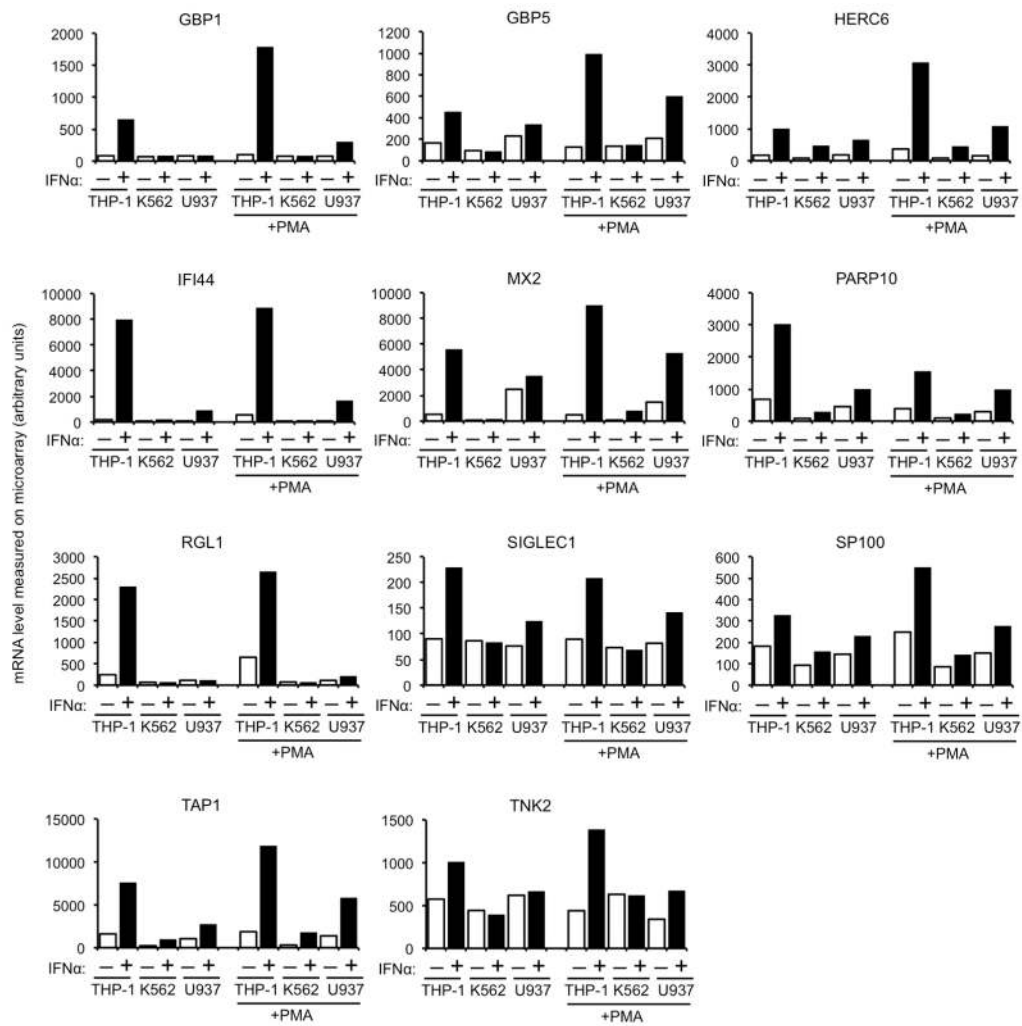 GBP1
GBP5
HERC6
2000
1500
1000
500
0
1200
1000
800
600
400
200
0
4000
3000
2000
1000
0
IFNα: – + – + – + – + – + – +
THP-1 K562 U937 THP-1 K562 U937
+PMA
IFNα: – + – + – + – + – + – +
THP-1 K562 U937 THP-1 K562 U937
+PMA
IFNα: – + – + – + – + – + – +
THP-1 K562 U937 THP-1 K562 U937
+PMA
mRNA level measured on microarray (arbitrary units)
IFI44
MX2
PARP10
10000
8000
6000
4000
2000
0
10000
8000
6000
4000
2000
0
4000
3000
2000
1000
0
IFNα: – + – + – + – + – + – +
THP-1 K562 U937 THP-1 K562 U937
+PMA
IFNα: – + – + – + – + – + – +
THP-1 K562 U937 THP-1 K562 U937
+PMA
IFNα: – + – + – + – + – + – +
THP-1 K562 U937 THP-1 K562 U937
+PMA
RGL1
SIGLEC1
SP100
3000
2500
2000
1500
1000
500
0
250
200
150
100
50
0
600
500
400
300
200
100
0
IFNα: – + – + – + – + – + – +
THP-1 K562 U937 THP-1 K562 U937
+PMA
IFNα: – + – + – + – + – + – +
THP-1 K562 U937 THP-1 K562 U937
+PMA
IFNα: – + – + – + – + – + – +
THP-1 K562 U937 THP-1 K562 U937
+PMA
TAP1
TNK2
15000
10000
5000
0
1500
1000
500
0
IFNα: – + – + – + – + – + – +
THP-1 K562 U937 THP-1 K562 U937
+PMA
IFNα: – + – + – + – + – + – +
THP-1 K562 U937 THP-1 K562 U937
+PMA